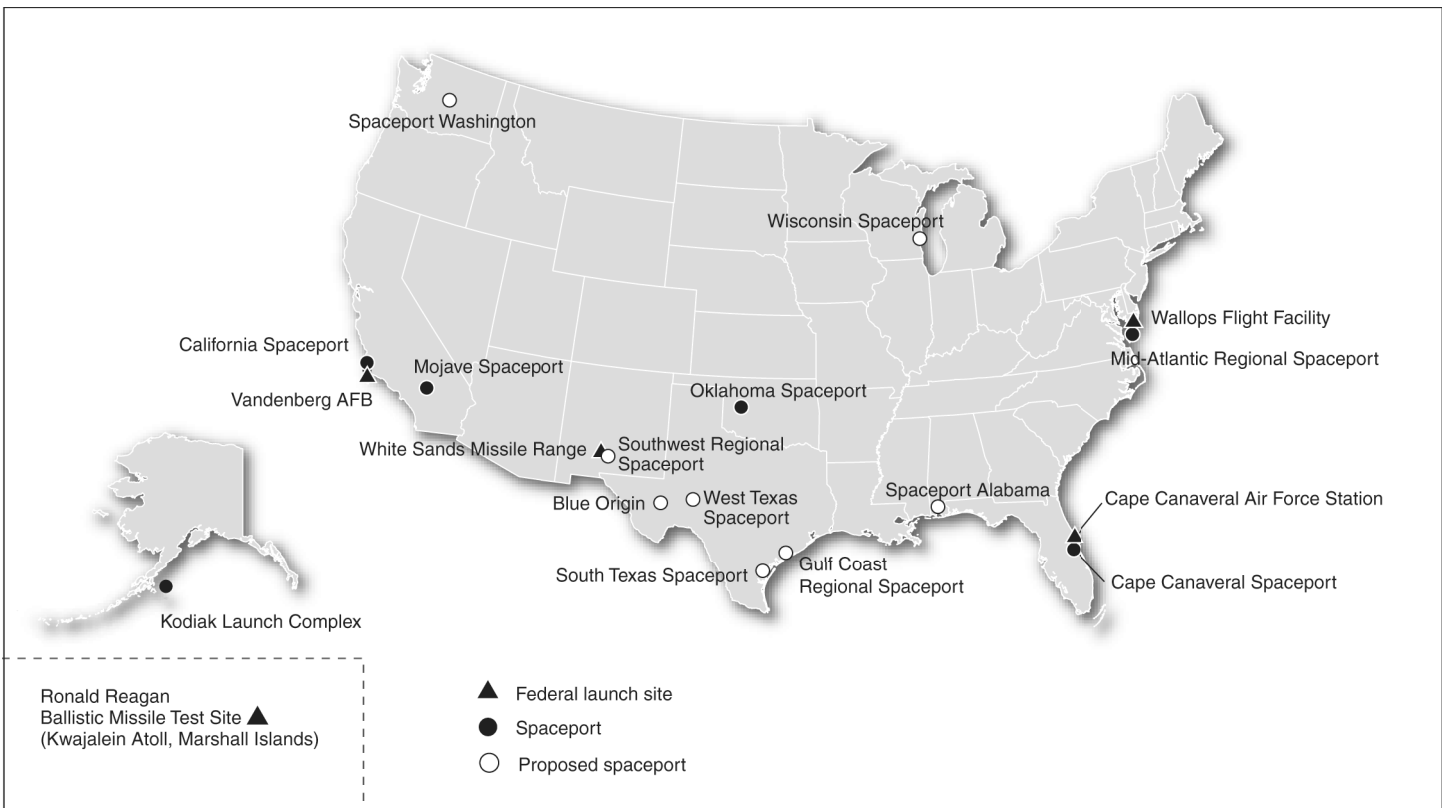 Spaceport Washington
Wisconsin Spaceport
Wallops Flight Facility
Mid-Atlantic Regional Spaceport
California Spaceport
Mojave Spaceport
Vandenberg AFB
Oklahoma Spaceport
White Sands Missile Range
Southwest Regional
Spaceport
Blue Origin
West Texas
Spaceport
Spaceport Alabama
Cape Canaveral Air Force Station
South Texas Spaceport
Gulf Coast
Regional Spaceport
Cape Canaveral Spaceport
Kodiak Launch Complex
Ronald Reagan
Ballistic Missile Test Site
(Kwajalein Atoll, Marshall Islands)
Federal launch site
Spaceport
Proposed spaceport